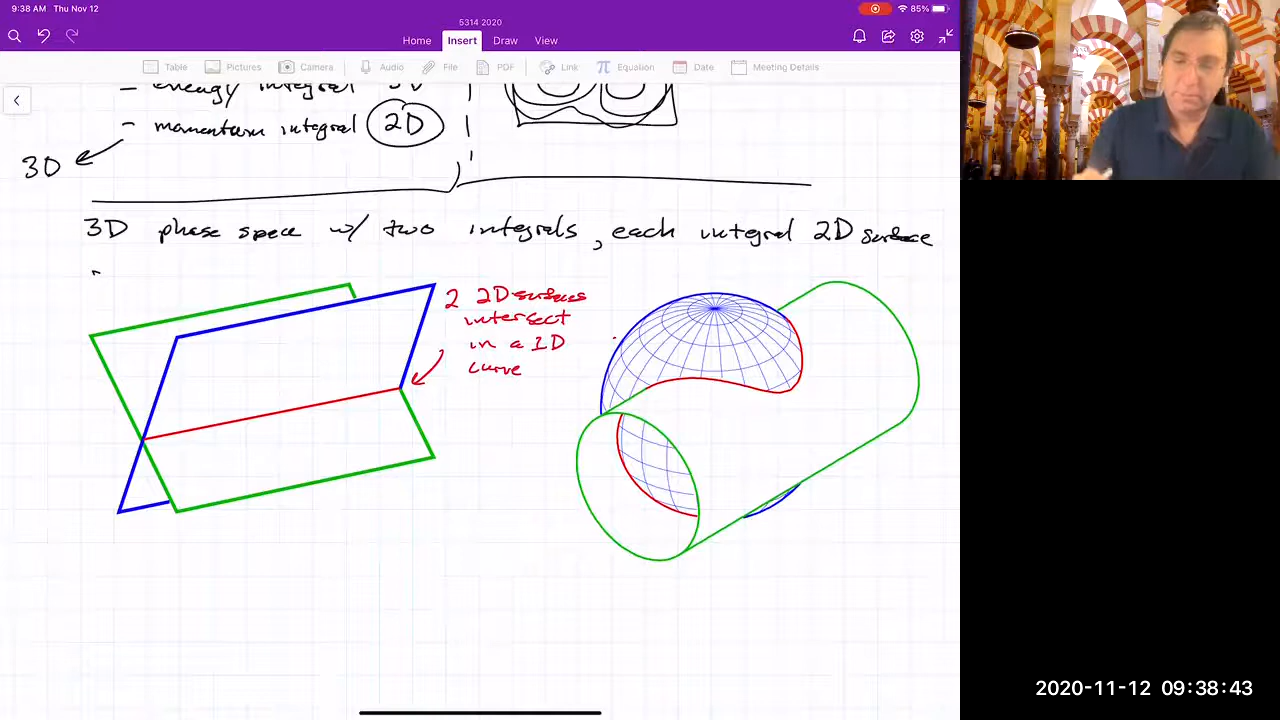 9:38 AM Thu Nov 12
85%
5314 2020
Home Insert Draw View
Table Pictures Camera Audio File PDF Link Equation Date Meeting Details
- energy integral
- momentum integral 2D
3D
3D phase space w/ two integrals, each integral 2D surface
2 2D surfaces
intersect
in a 1D
curve
2020-11-12 09:38:43